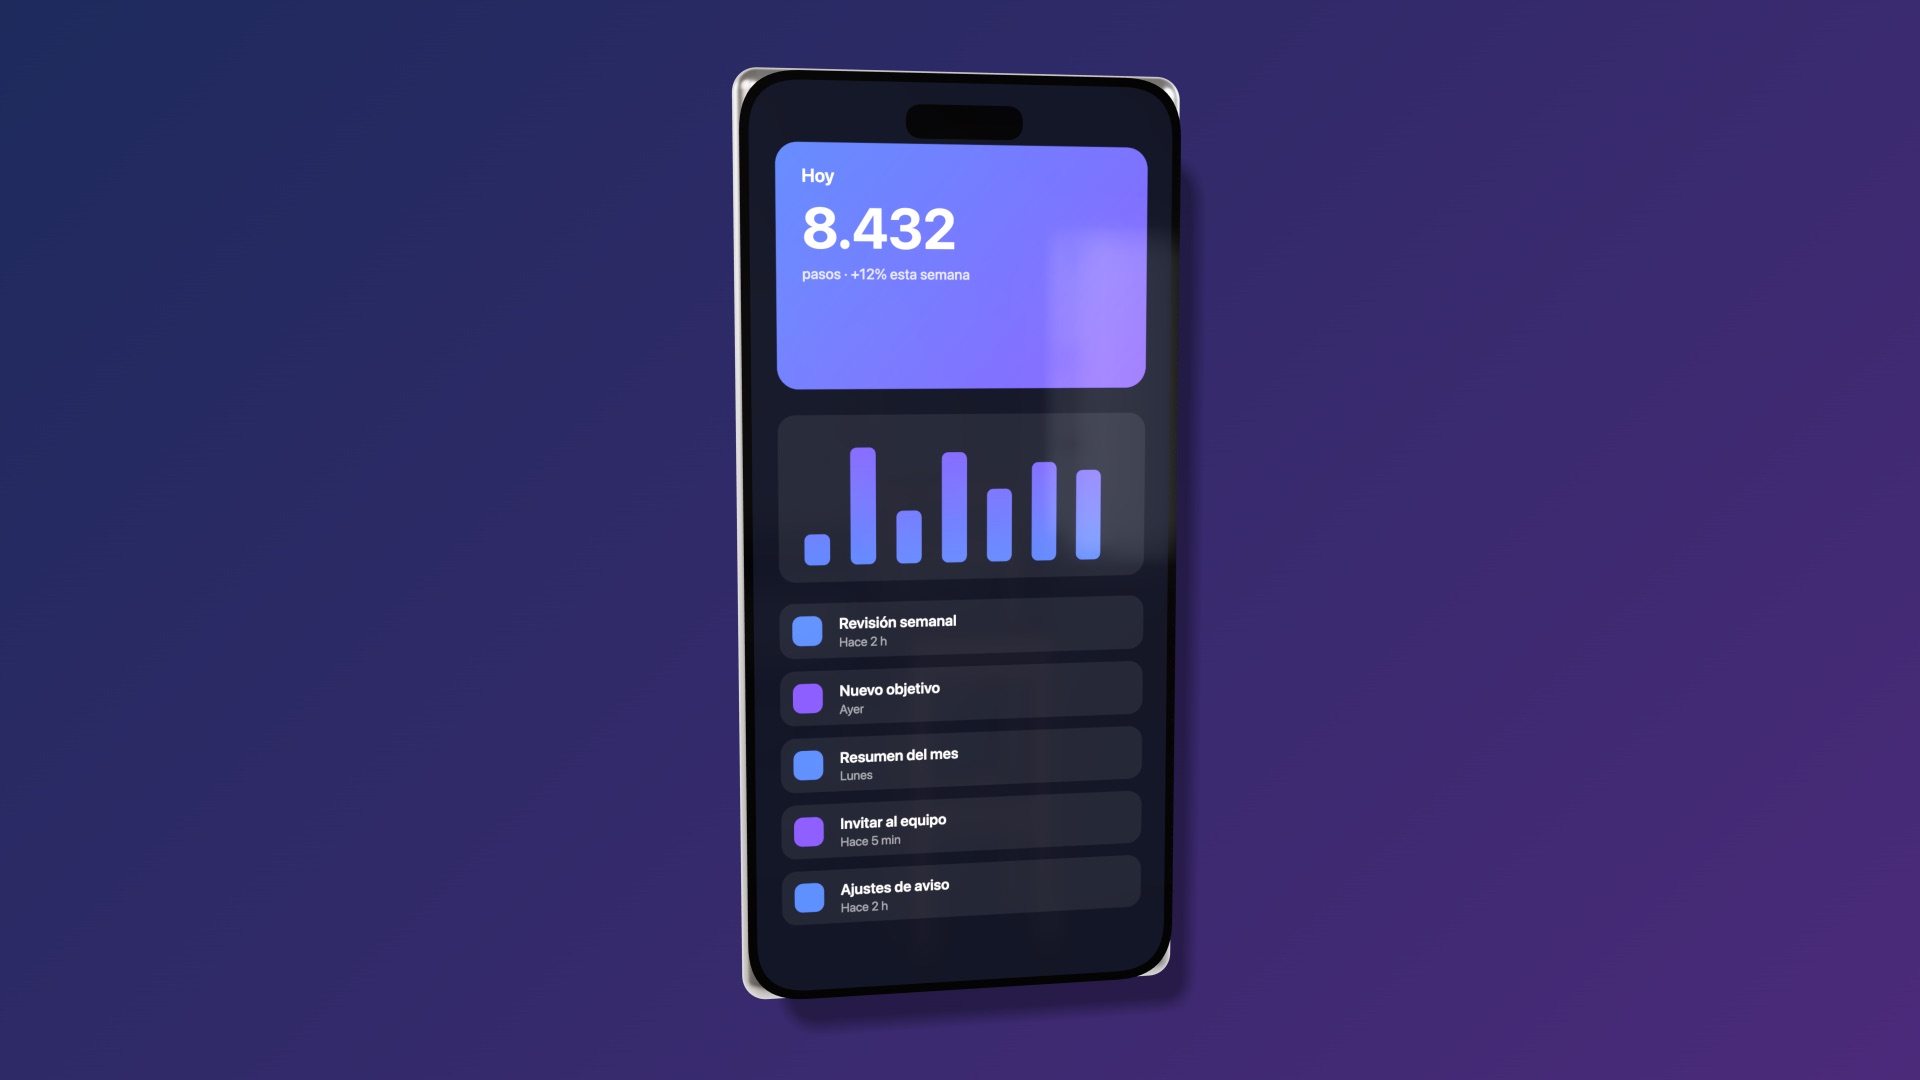 Hoy
8.432
pasos · +12% esta semana
Revisión semanal
Hace 2 h
Nuevo objetivo
Ayer
Resumen del mes
Lunes
Invitar al equipo
Hace 5 min
Ajustes de aviso
Hace 2 h